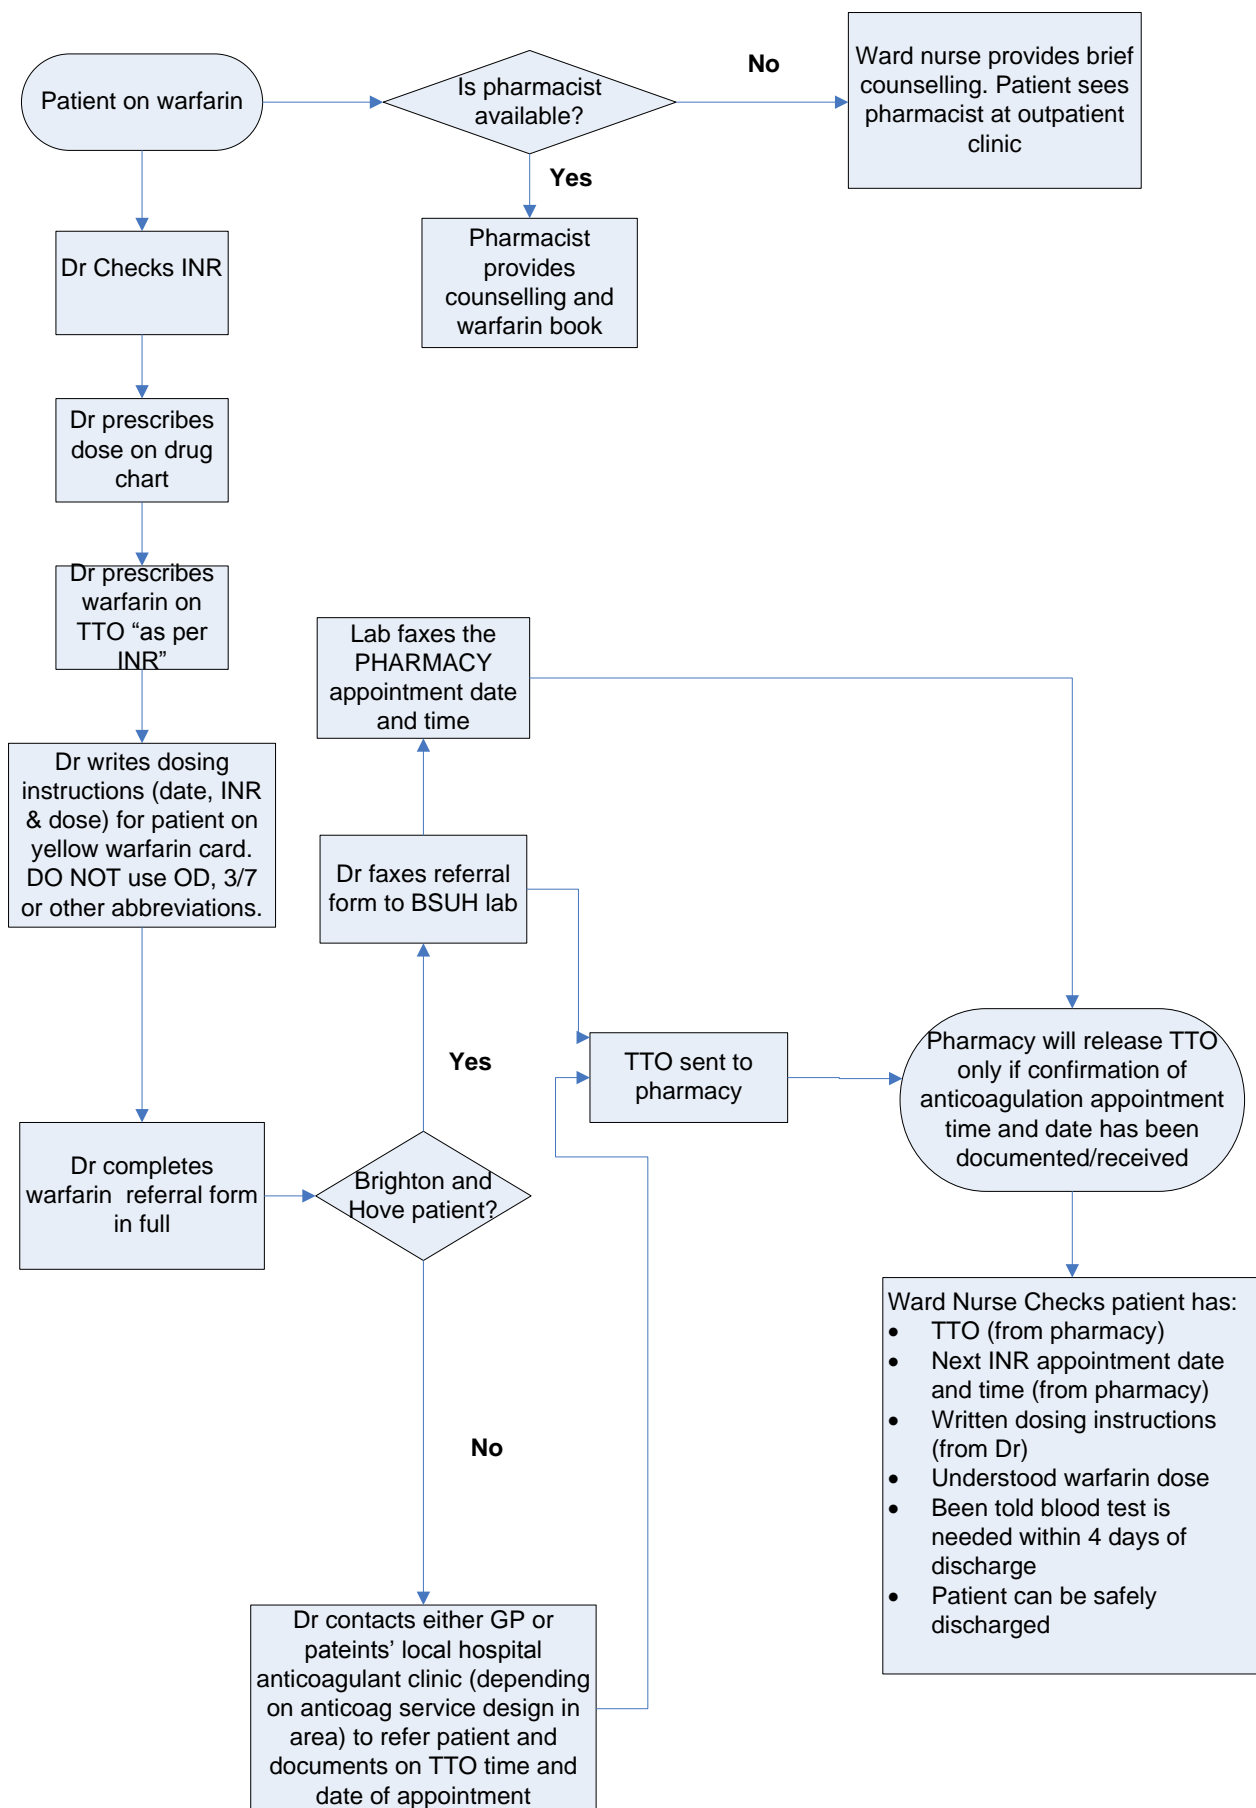 Patient on warfarin
Is pharmacist
available?
No
Ward nurse provides brief
counselling. Patient sees
pharmacist at outpatient
clinic
Yes
Pharmacist
provides
counselling and
warfarin book
Dr Checks INR
Dr prescribes
dose on drug
chart
Dr prescribes
warfarin on
TTO “as per
INR”
Dr writes dosing
instructions (date, INR
& dose) for patient on
yellow warfarin card.
DO NOT use OD, 3/7
or other abbreviations.
Dr completes
warfarin  referral form
in full
Brighton and
Hove patient?
Yes
Dr faxes referral
form to BSUH lab
Lab faxes the
PHARMACY
appointment date
and time
No
Dr contacts either GP or
pateints’ local hospital
anticoagulant clinic (depending
on anticoag service design in
area) to refer patient and
documents on TTO time and
date of appointment
TTO sent to
pharmacy
Pharmacy will release TTO
only if confirmation of
anticoagulation appointment
time and date has been
documented/received
Ward Nurse Checks patient has:
• TTO (from pharmacy)
• Next INR appointment date
and time (from pharmacy)
• Written dosing instructions
(from Dr)
• Understood warfarin dose
• Been told blood test is
needed within 4 days of
discharge
• Patient can be safely
discharged